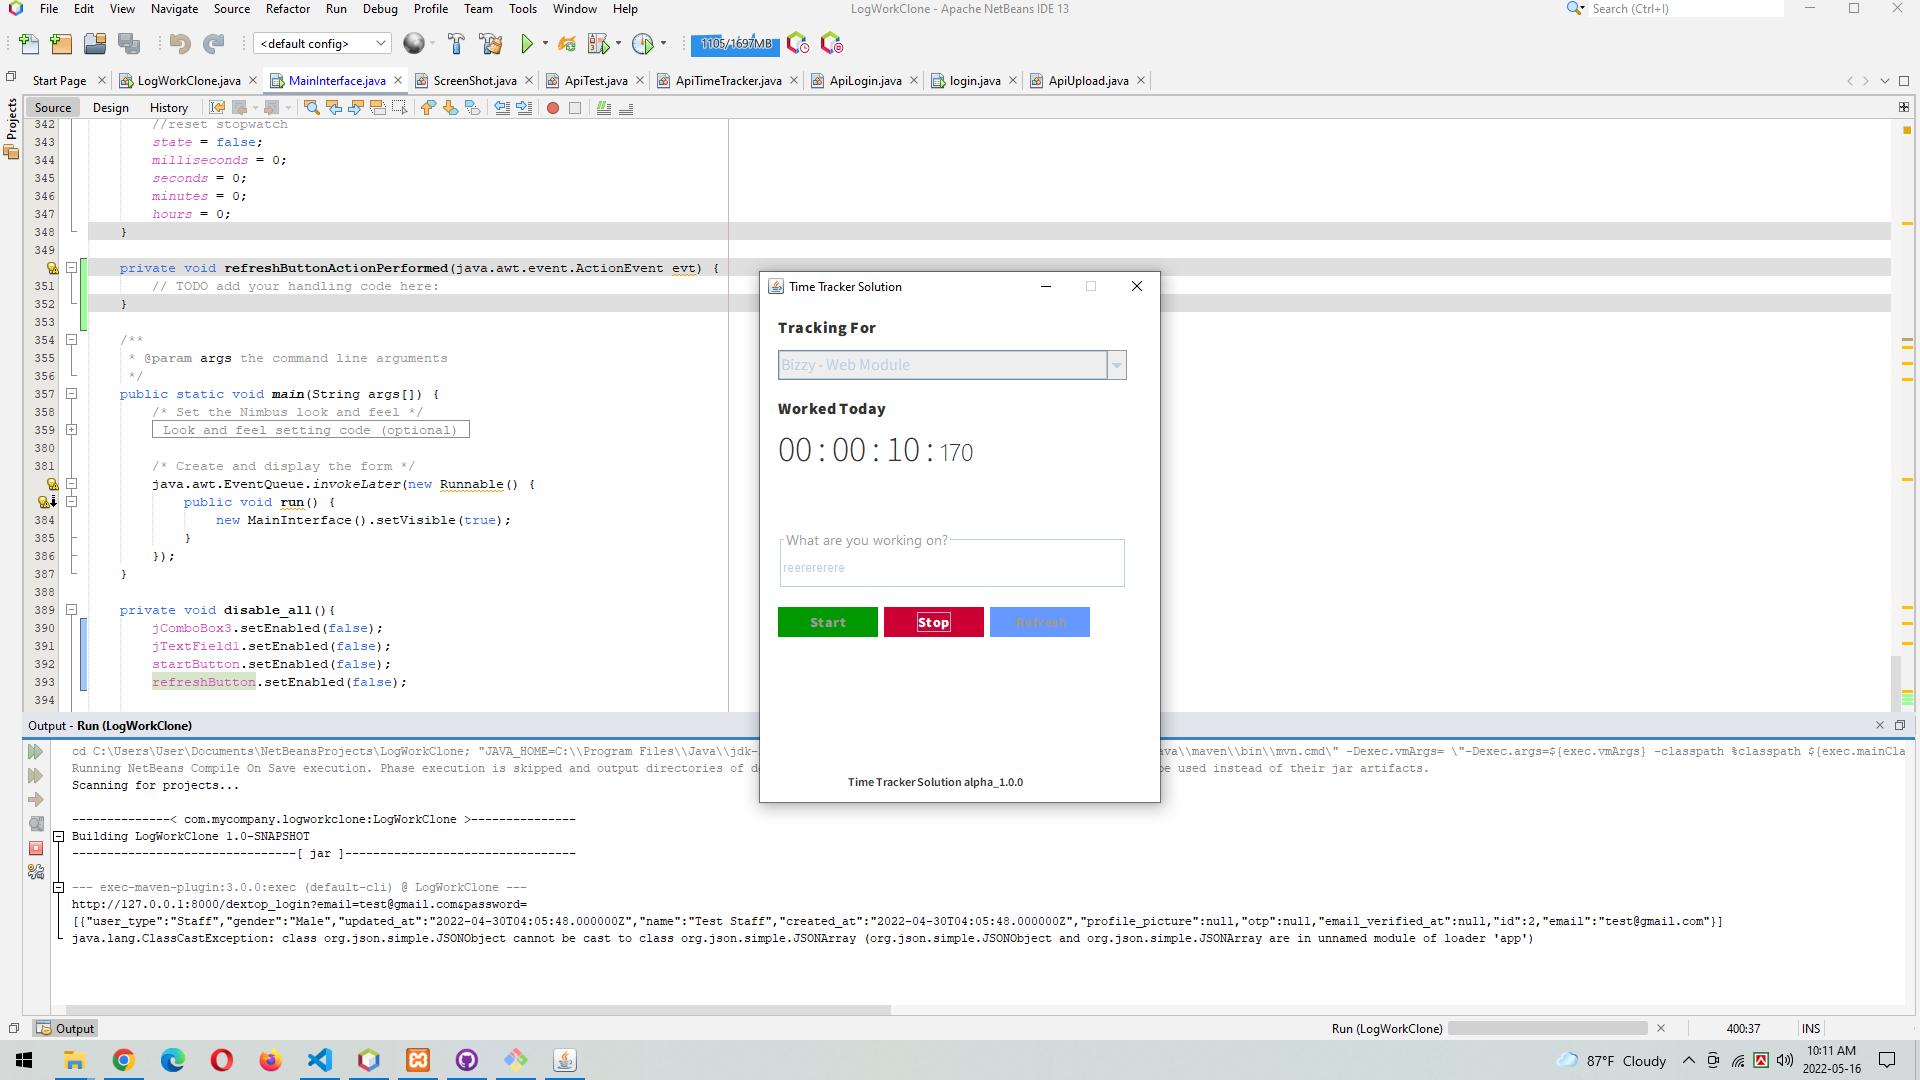 File Edit View Navigate Source Refactor Run Debug Profile Team Tools Window Help
LogWorkClone - Apache NetBeans IDE 13
Search (Ctrl+I)
<default config>
1105/1697MB
Start Page
LogWorkClone.java
MainInterface.java
ScreenShot.java
ApiTest.java
ApiTimeTracker.java
ApiLogin.java
login.java
ApiUpload.java
Projects
Source Design History
342 //reset stopwatch
343 state = false;
344 milliseconds = 0;
345 seconds = 0;
346 minutes = 0;
347 hours = 0;
348 }
349
private void refreshButtonActionPerformed(java.awt.event.ActionEvent evt) {
351 // TODO add your handling code here:
352 }
353
354 /**
355 * @param args the command line arguments
356 */
357 public static void main(String args[]) {
358 /* Set the Nimbus look and feel */
359 Look and feel setting code (optional)
380
381 /* Create and display the form */
java.awt.EventQueue.invokeLater(new Runnable() {
public void run() {
384 new MainInterface().setVisible(true);
385 }
386 });
387 }
388
389 private void disable_all(){
390 jComboBox3.setEnabled(false);
391 jTextField1.setEnabled(false);
392 startButton.setEnabled(false);
393 refreshButton.setEnabled(false);
394
Time Tracker Solution
Tracking For
Bizzy - Web Module
Worked Today
00 : 00 : 10 : 170
What are you working on?
reerererere
Start Stop Refresh
Time Tracker Solution alpha_1.0.0
Output - Run (LogWorkClone)
cd C:\Users\User\Documents\NetBeansProjects\LogWorkClone; "JAVA_HOME=C:\\Program Files\\Java\\jdk- ava\\maven\\bin\\mvn.cmd\" -Dexec.vmArgs= \"-Dexec.args=${exec.vmArgs} -classpath %classpath ${exec.mainCla
Running NetBeans Compile On Save execution. Phase execution is skipped and output directories of de be used instead of their jar artifacts.
Scanning for projects...
--------------< com.mycompany.logworkclone:LogWorkClone >---------------
Building LogWorkClone 1.0-SNAPSHOT
--------------------------------[ jar ]---------------------------------
--- exec-maven-plugin:3.0.0:exec (default-cli) @ LogWorkClone ---
http://127.0.0.1:8000/dextop_login?email=test@gmail.com&password=
[{"user_type":"Staff","gender":"Male","updated_at":"2022-04-30T04:05:48.000000Z","name":"Test Staff","created_at":"2022-04-30T04:05:48.000000Z","profile_picture":null,"otp":null,"email_verified_at":null,"id":2,"email":"test@gmail.com"}]
java.lang.ClassCastException: class org.json.simple.JSONObject cannot be cast to class org.json.simple.JSONArray (org.json.simple.JSONObject and org.json.simple.JSONArray are in unnamed module of loader 'app')
Output
Run (LogWorkClone)
400:37
INS
87°F Cloudy
10:11 AM
2022-05-16